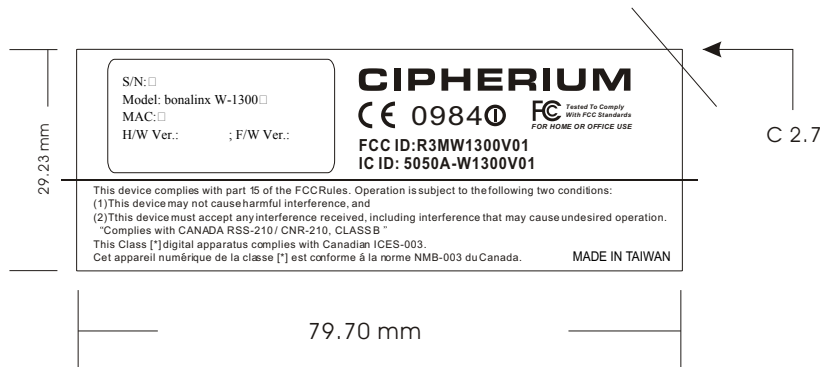 S/N:□
Model: bonalinx W-1300□
MAC:□
H/W Ver.: ; F/W Ver.:
CIPHERIUM
CE 0984
FC Tested To Comply
With FCC Standards
FOR HOME OR OFFICE USE
FCC ID:R3MW1300V01
IC ID: 5050A-W1300V01
This device complies with part 15 of the FCC Rules. Operation is subject to the following two conditions:
(1)This device may not cause harmful interference, and
(2)Tthis device must accept any interference received, including interference that may cause undesired operation.
“Complies with CANADA RSS-210 / CNR-210, CLASS B ”
This Class [*] digital apparatus complies with Canadian ICES-003.
Cet appareil numérique de la classe [*] est conforme á la norme NMB-003 du Canada.
MADE IN TAIWAN
29.23 mm
79.70 mm
C 2.7